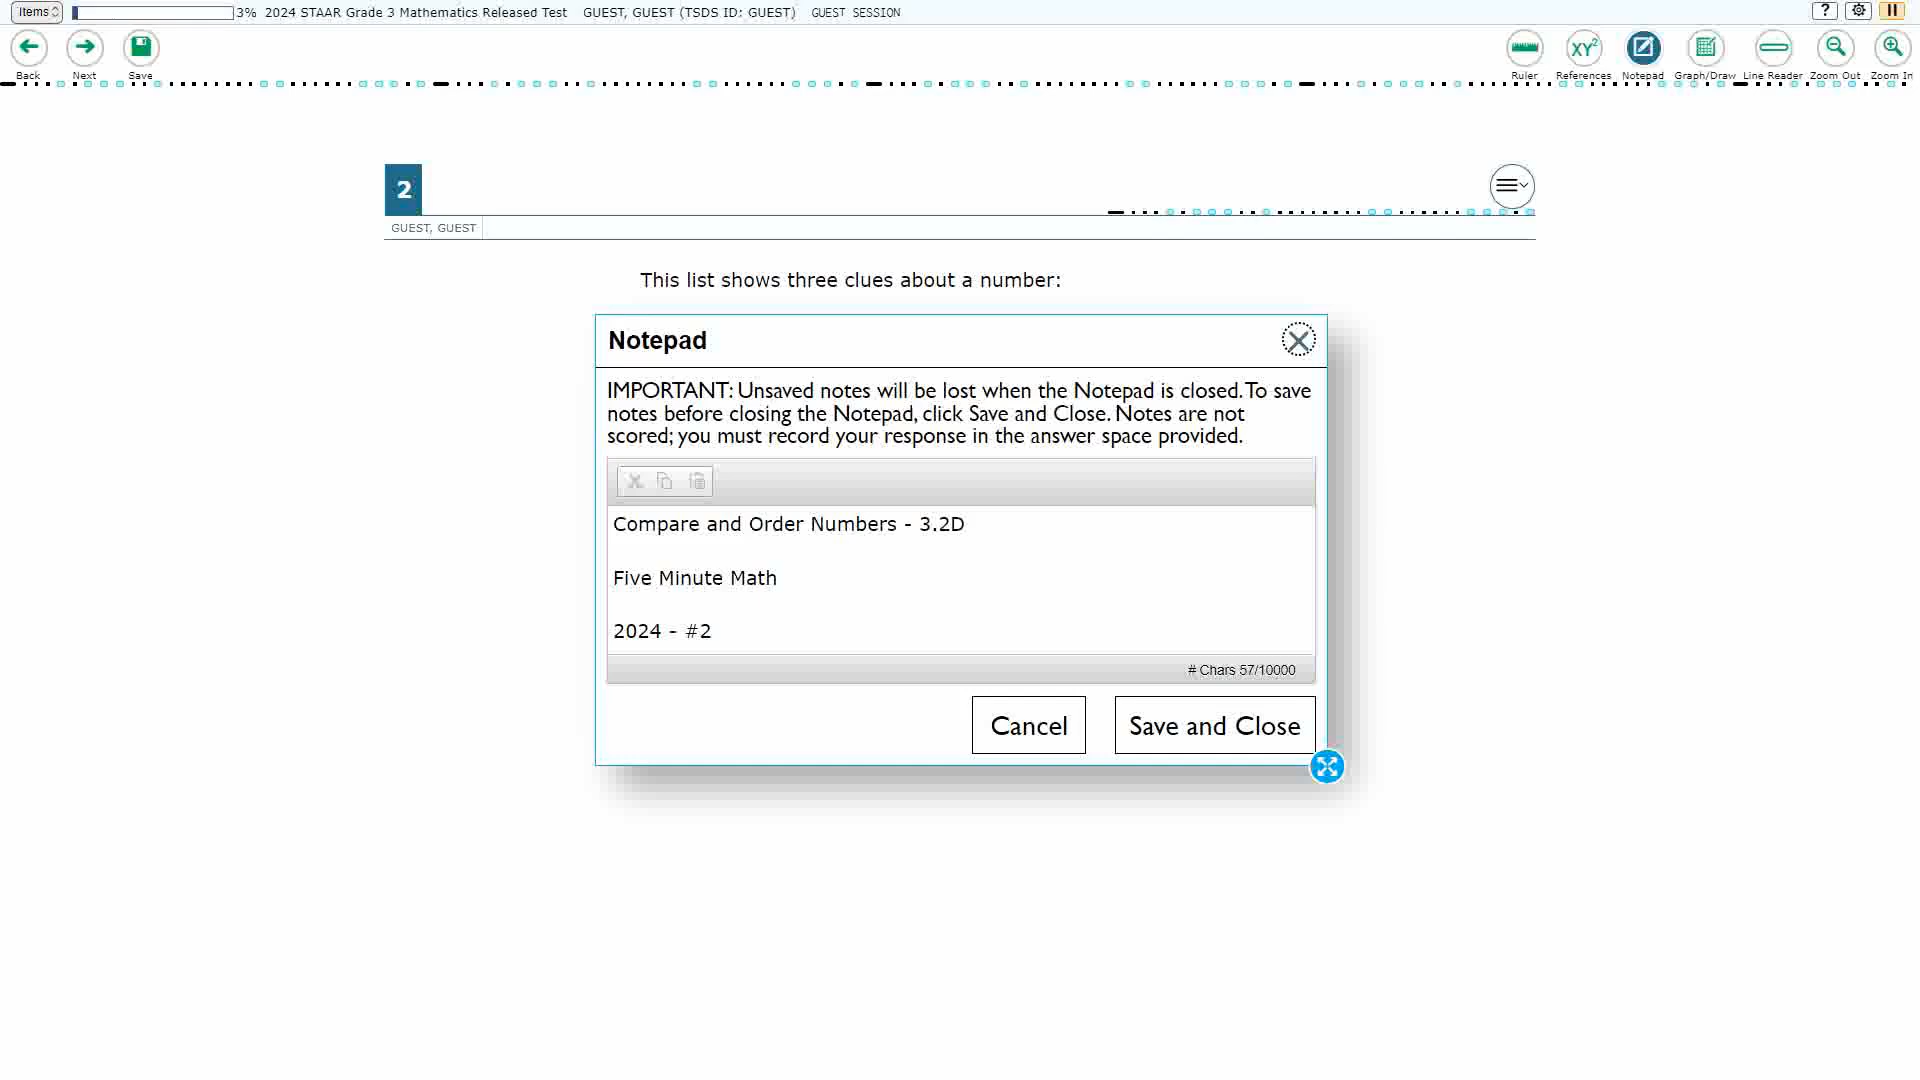 Items
3% 2024 STAAR Grade 3 Mathematics Released Test GUEST, GUEST (TSDS ID: GUEST) GUEST SESSION
?
Back Next Save
XY²
Ruler References Notepad Graph/Draw Line Reader Zoom Out Zoom In
2
GUEST, GUEST
This list shows three clues about a number:
Notepad
IMPORTANT: Unsaved notes will be lost when the Notepad is closed. To save
notes before closing the Notepad, click Save and Close. Notes are not
scored; you must record your response in the answer space provided.
Compare and Order Numbers - 3.2D
Five Minute Math
2024 - #2
# Chars 57/10000
Cancel Save and Close